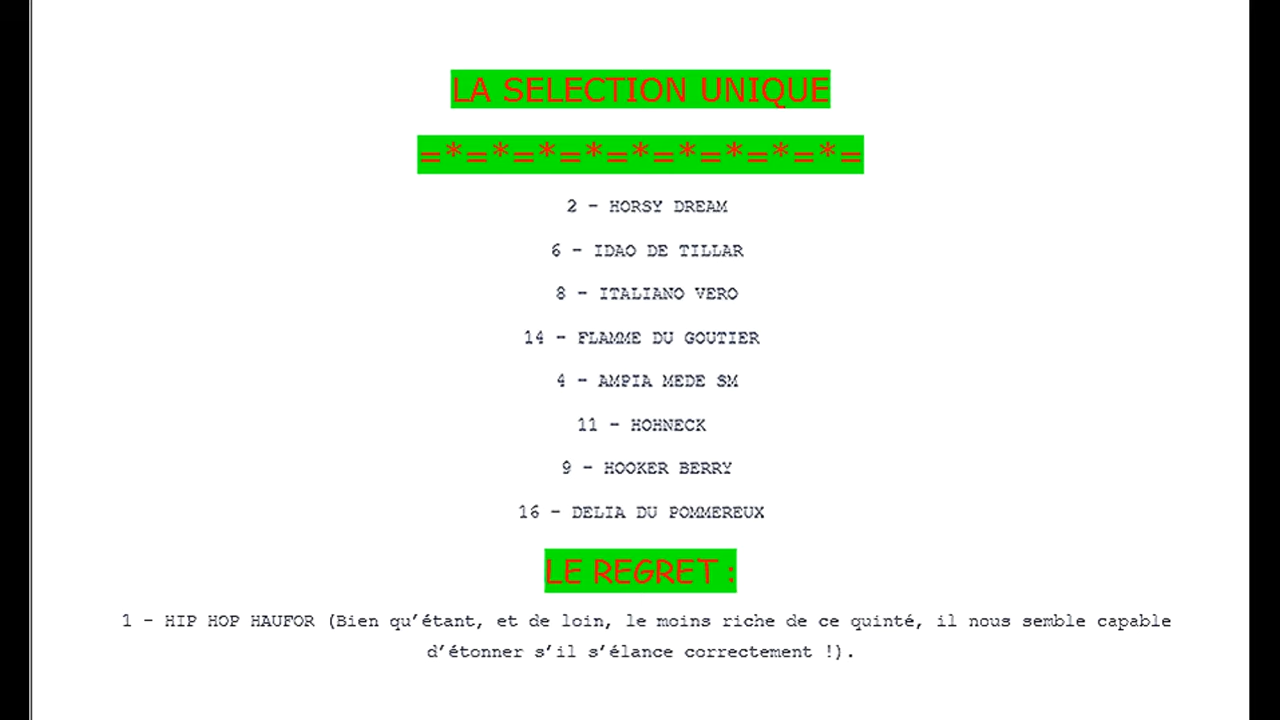 LA SELECTION UNIQUE
=*=*=*=*=*=*=*=*=*=
2 – HORSY DREAM
6 – IDAO DE TILLAR
8 – ITALIANO VERO
14 – FLAMME DU GOUTIER
4 – AMPIA MEDE SM
11 – HOHNECK
9 – HOOKER BERRY
16 – DELIA DU POMMEREUX
LE REGRET :
1 – HIP HOP HAUFOR (Bien qu’étant, et de loin, le moins riche de ce quinté, il nous semble capable
d’étonner s’il s’élance correctement !).